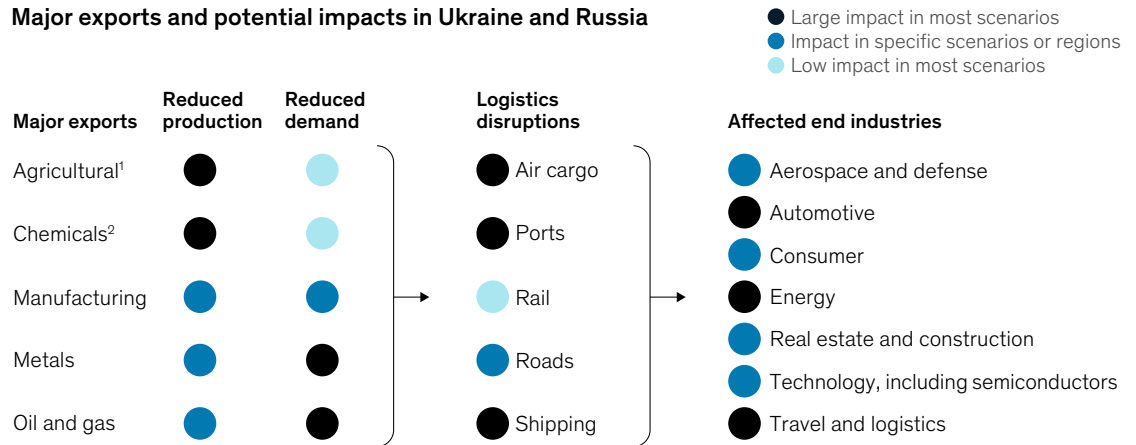 Major exports and potential impacts in Ukraine and Russia
Large impact in most scenarios
Impact in specific scenarios or regions
Low impact in most scenarios
Major exports
Reduced
production
Reduced
demand
Logistics
disruptions
Affected end industries
Agricultural¹
Chemicals²
Manufacturing
Metals
Oil and gas
Air cargo
Ports
Rail
Roads
Shipping
Aerospace and defense
Automotive
Consumer
Energy
Real estate and construction
Technology, including semiconductors
Travel and logistics